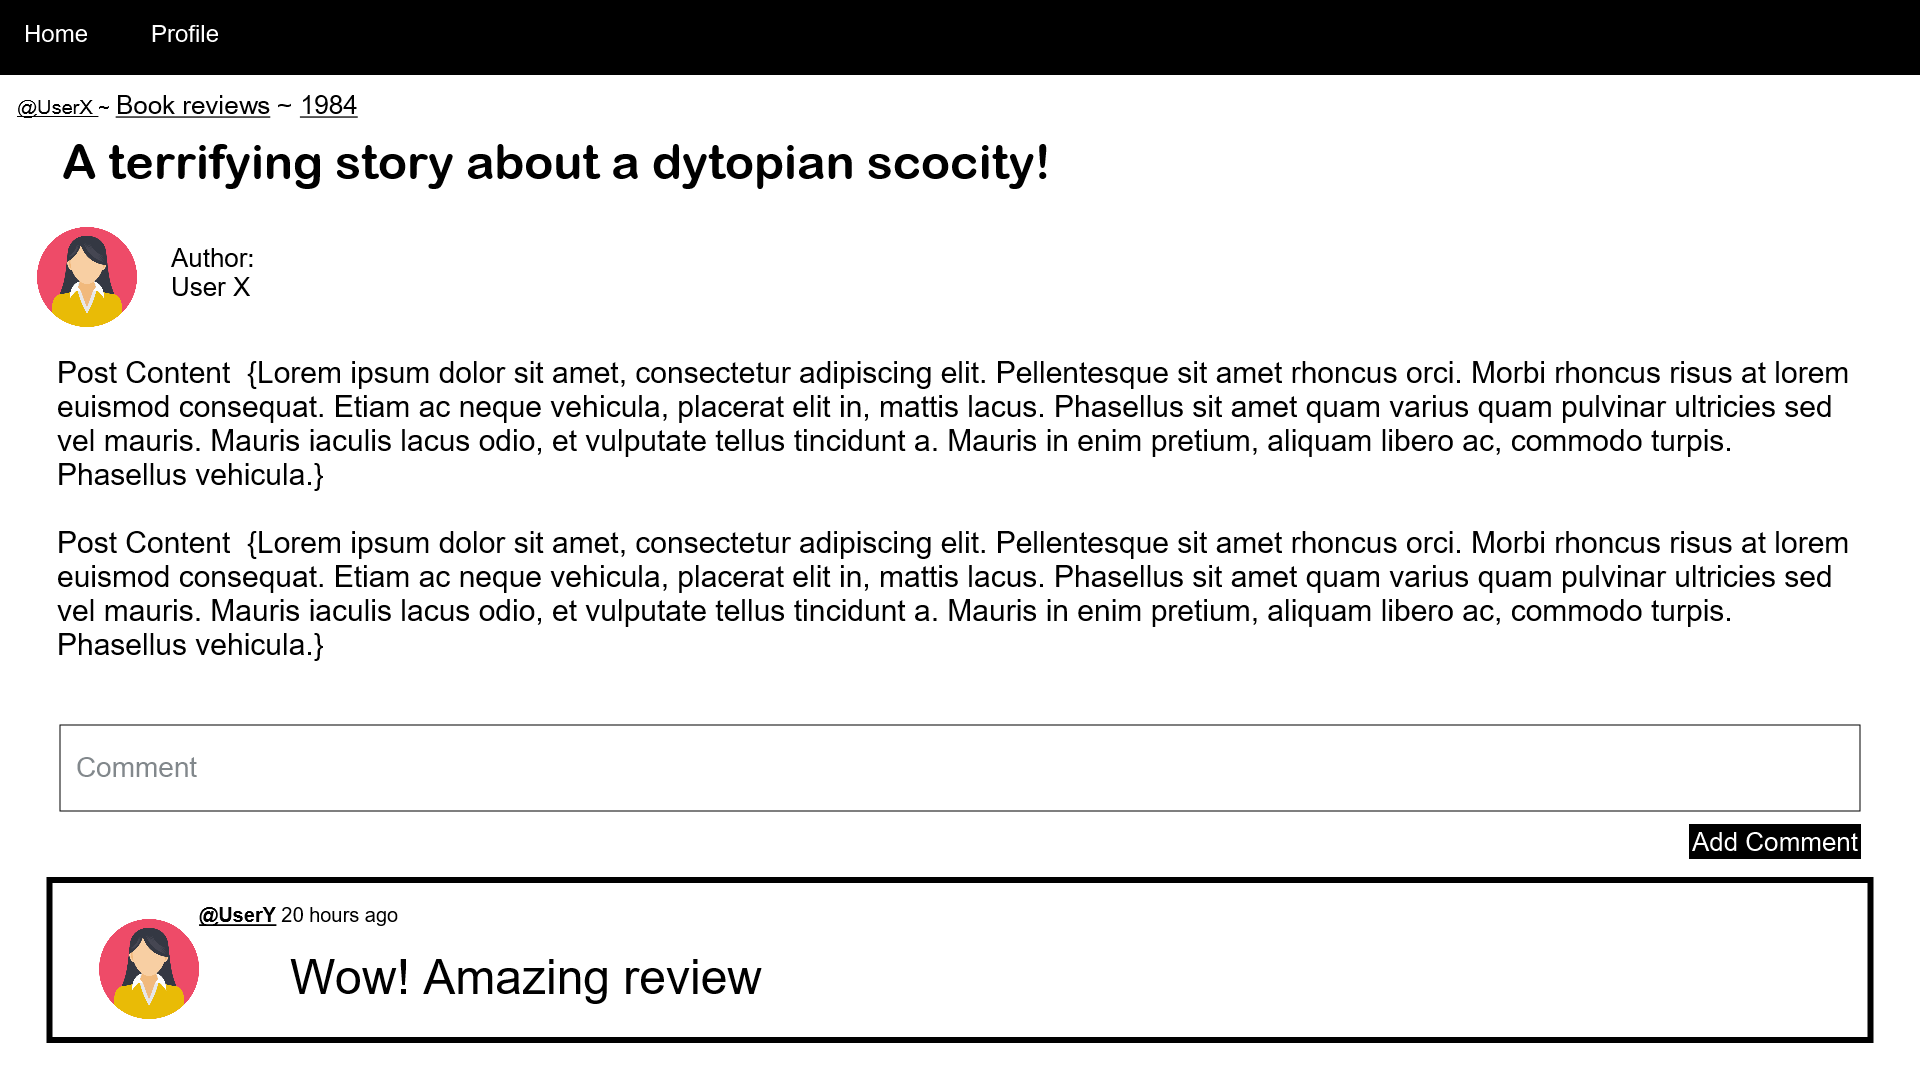 Home Profile
@UserX ~ Book reviews ~ 1984
A terrifying story about a dytopian scocity!
Author:
User X
Post Content  {Lorem ipsum dolor sit amet, consectetur adipiscing elit. Pellentesque sit amet rhoncus orci. Morbi rhoncus risus at lorem
euismod consequat. Etiam ac neque vehicula, placerat elit in, mattis lacus. Phasellus sit amet quam varius quam pulvinar ultricies sed
vel mauris. Mauris iaculis lacus odio, et vulputate tellus tincidunt a. Mauris in enim pretium, aliquam libero ac, commodo turpis.
Phasellus vehicula.}
Post Content  {Lorem ipsum dolor sit amet, consectetur adipiscing elit. Pellentesque sit amet rhoncus orci. Morbi rhoncus risus at lorem
euismod consequat. Etiam ac neque vehicula, placerat elit in, mattis lacus. Phasellus sit amet quam varius quam pulvinar ultricies sed
vel mauris. Mauris iaculis lacus odio, et vulputate tellus tincidunt a. Mauris in enim pretium, aliquam libero ac, commodo turpis.
Phasellus vehicula.}
Comment
Add Comment
@UserY 20 hours ago
Wow! Amazing review